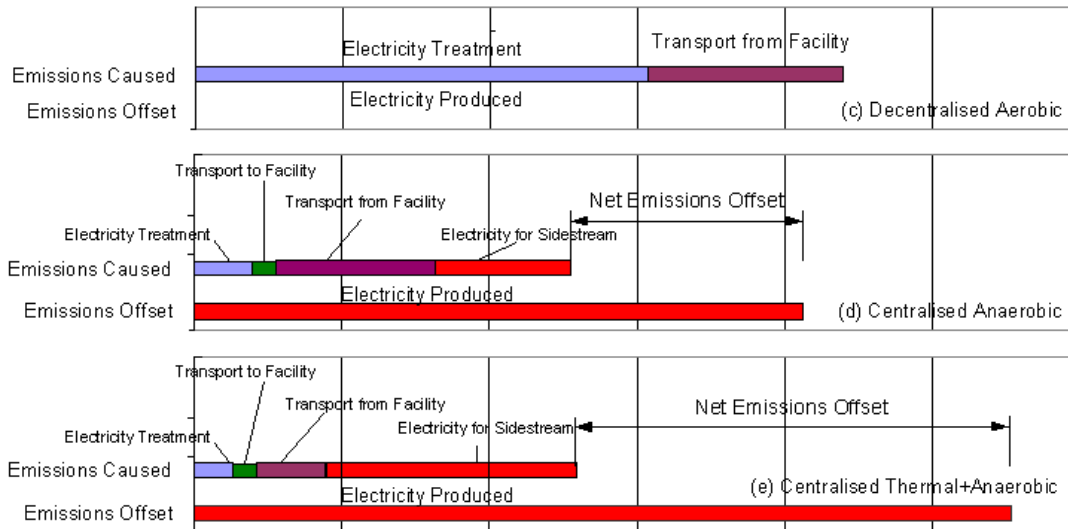 Electricity Treatment
Transport from Facility
Emissions Caused
Electricity Produced
Emissions Offset
(c) Decentralised Aerobic
Transport to Facility
Net Emissions Offset
Transport from Facility
Electricity Treatment
Electricity for Sidestream
Emissions Caused
Electricity Produced
Emissions Offset
(d) Centralised Anaerobic
Transport to Facility
Transport from Facility
Net Emissions Offset
Electricity Treatment
Electricity for Sidestream
Emissions Caused
Electricity Produced
(e) Centralised Thermal+Anaerobic
Emissions Offset